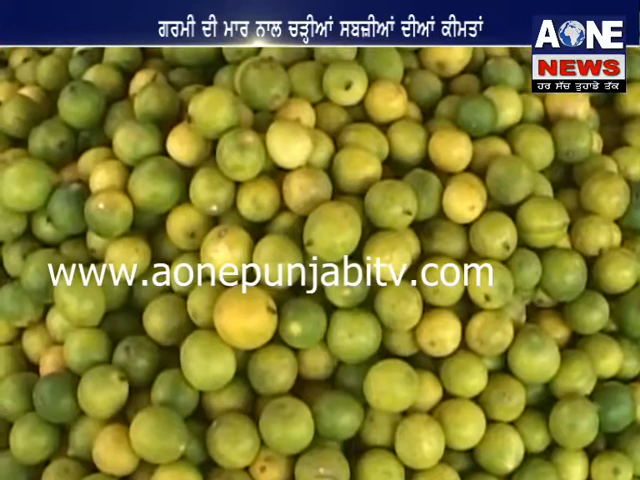 ਗਰਮੀ ਦੀ ਮਾਰ ਨਾਲ ਚੜ੍ਹੀਆਂ ਸਬਜ਼ੀਆਂ ਦੀਆਂ ਕੀਮਤਾਂ
AONE
NEWS
ਹਰ ਸੱਚ ਤੁਹਾਡੇ ਤੱਕ
www.aonepunjabitv.com